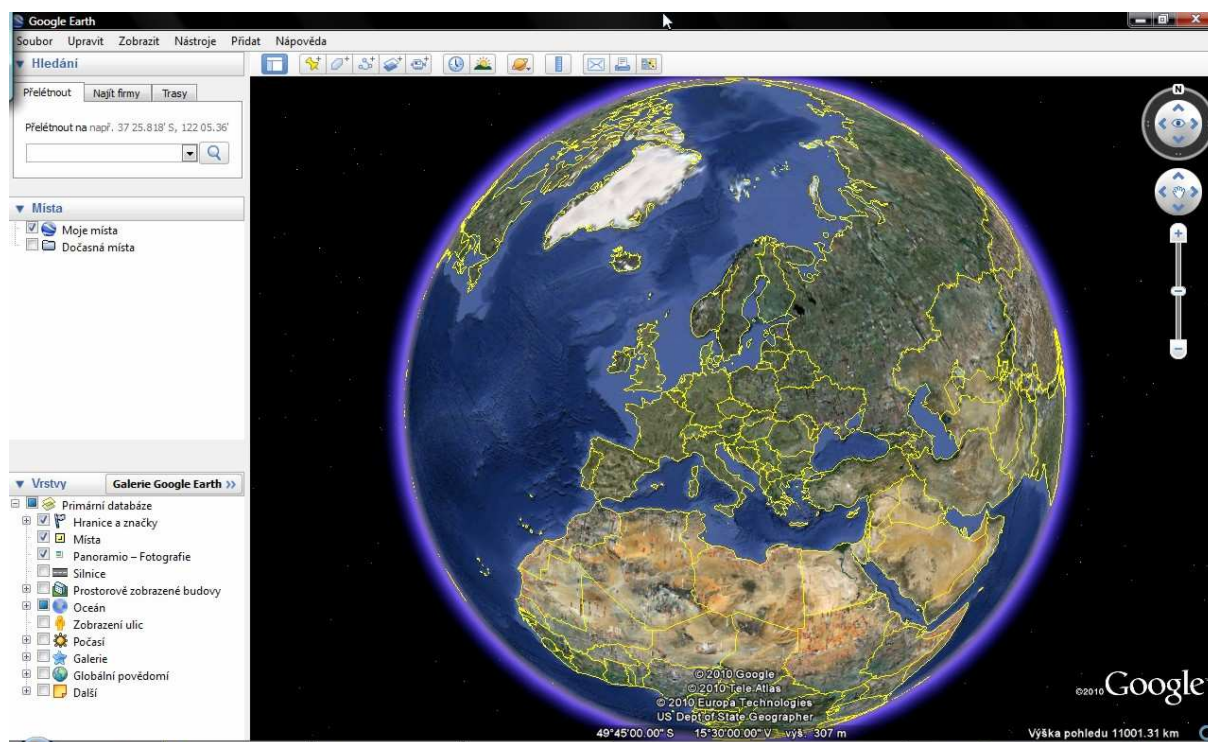 Google Earth
Soubor Upravit Zobrazit Nástroje Přidat Nápověda
Hledání
Přelétnout Najít firmy Trasy
Přelétnout na např. 37 25.818' S, 122 05.36'
Místa
Moje místa
Dočasná místa
Vrstvy Galerie Google Earth >>
Primární databáze
Hranice a značky
Místa
Panoramio – Fotografie
Silnice
Prostorově zobrazené budovy
Oceán
Zobrazení ulic
Počasí
Galerie
Globální povědomí
Další
N
© 2010 Google
© 2010 Tele Atlas
© 2010 Europa Technologies
US Dept of State Geographer
©2010 Google
49°45'00.00" S 15°30'00.00" V výš. 307 m
Výška pohledu 11001.31 km